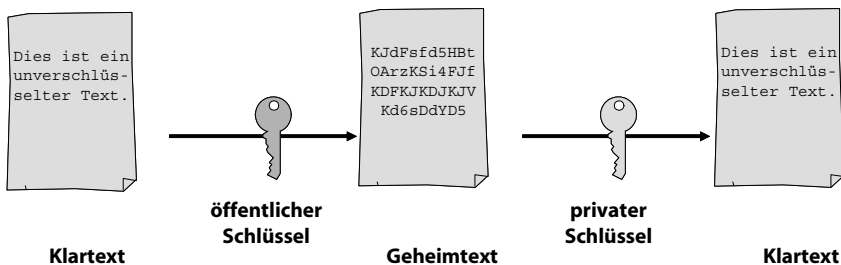 Dies ist ein
unverschlüs-
selter Text.
KJdFsfd5HBt
OArzKSi4FJf
KDFKJKDJKJV
Kd6sDdYD5
Dies ist ein
unverschlüs-
selter Text.
öffentlicher
Schlüssel
privater
Schlüssel
Klartext
Geheimtext
Klartext